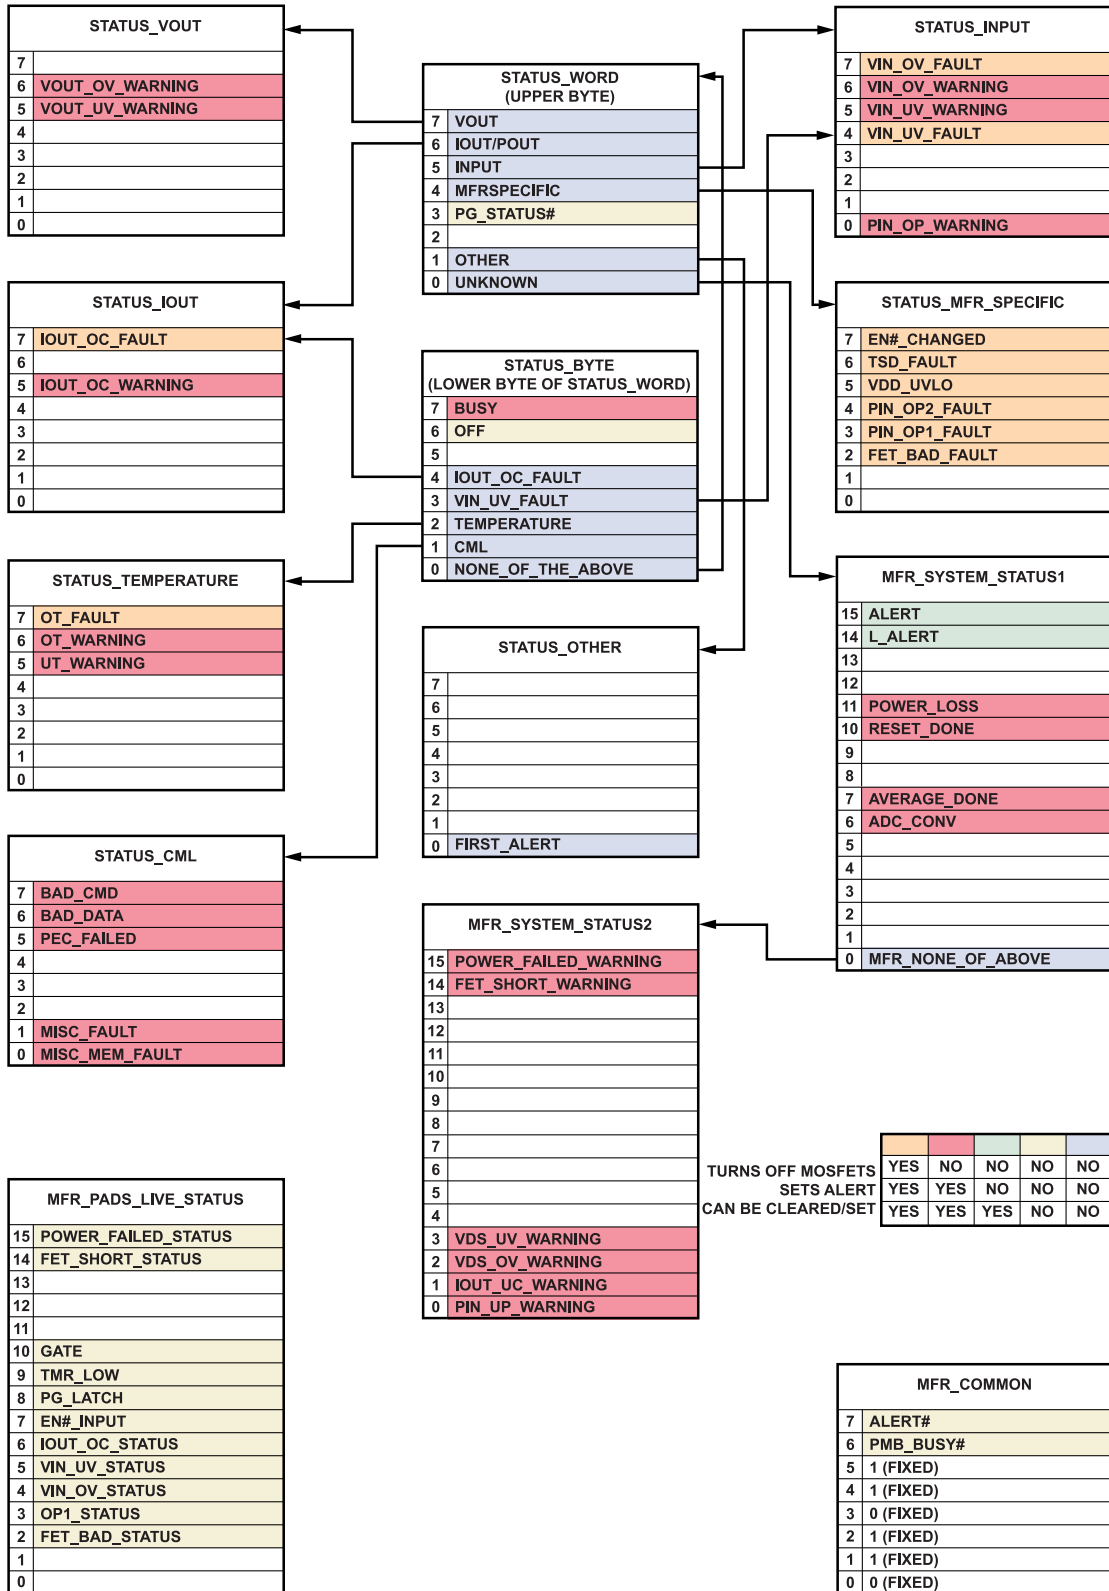 STATUS_VOUT
7
6 VOUT_OV_WARNING
5 VOUT_UV_WARNING
4
3
2
1
0
STATUS_IOUT
7 IOUT_OC_FAULT
6
5 IOUT_OC_WARNING
4
3
2
1
0
STATUS_TEMPERATURE
7 OT_FAULT
6 OT_WARNING
5 UT_WARNING
4
3
2
1
0
STATUS_CML
7 BAD_CMD
6 BAD_DATA
5 PEC_FAILED
4
3
2
1 MISC_FAULT
0 MISC_MEM_FAULT
MFR_PADS_LIVE_STATUS
15 POWER_FAILED_STATUS
14 FET_SHORT_STATUS
13
12
11
10 GATE
9 TMR_LOW
8 PG_LATCH
7 EN#_INPUT
6 IOUT_OC_STATUS
5 VIN_UV_STATUS
4 VIN_OV_STATUS
3 OP1_STATUS
2 FET_BAD_STATUS
1
0
STATUS_WORD
(UPPER BYTE)
7 VOUT
6 IOUT/POUT
5 INPUT
4 MFRSPECIFIC
3 PG_STATUS#
2
1 OTHER
0 UNKNOWN
STATUS_BYTE
(LOWER BYTE OF STATUS_WORD)
7 BUSY
6 OFF
5
4 IOUT_OC_FAULT
3 VIN_UV_FAULT
2 TEMPERATURE
1 CML
0 NONE_OF_THE_ABOVE
STATUS_OTHER
7
6
5
4
3
2
1
0 FIRST_ALERT
MFR_SYSTEM_STATUS2
15 POWER_FAILED_WARNING
14 FET_SHORT_WARNING
13
12
11
10
9
8
7
6
5
4
3 VDS_UV_WARNING
2 VDS_OV_WARNING
1 IOUT_UC_WARNING
0 PIN_UP_WARNING
STATUS_INPUT
7 VIN_OV_FAULT
6 VIN_OV_WARNING
5 VIN_UV_WARNING
4 VIN_UV_FAULT
3
2
1
0 PIN_OP_WARNING
STATUS_MFR_SPECIFIC
7 EN#_CHANGED
6 TSD_FAULT
5 VDD_UVLO
4 PIN_OP2_FAULT
3 PIN_OP1_FAULT
2 FET_BAD_FAULT
1
0
MFR_SYSTEM_STATUS1
15 ALERT
14 L_ALERT
13
12
11 POWER_LOSS
10 RESET_DONE
9
8
7 AVERAGE_DONE
6 ADC_CONV
5
4
3
2
1
0 MFR_NONE_OF_ABOVE
TURNS OFF MOSFETS YES NO NO NO NO
SETS ALERT YES YES NO NO NO
CAN BE CLEARED/SET YES YES YES NO NO
MFR_COMMON
7 ALERT#
6 PMB_BUSY#
5 1 (FIXED)
4 1 (FIXED)
3 0 (FIXED)
2 1 (FIXED)
1 1 (FIXED)
0 0 (FIXED)